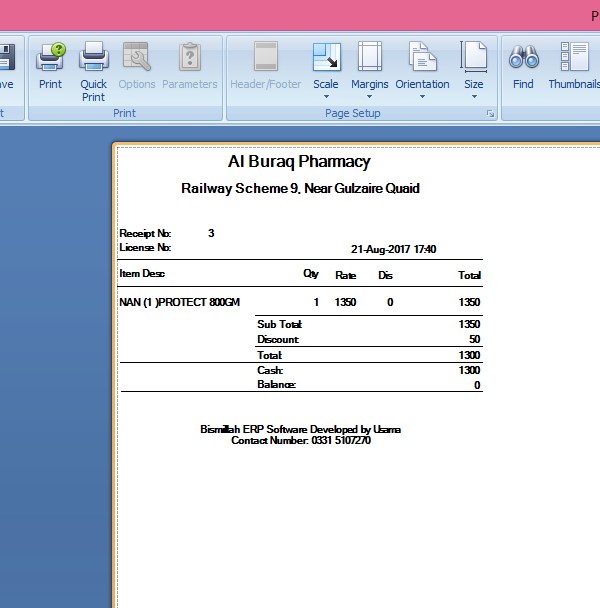 P
ve
Print
Quick
Print
Options
Parameters
Header/Footer
Scale
Margins
Orientation
Size
Find
Thumbnails
t
Print
Page Setup
Al Buraq Pharmacy
Railway Scheme 9, Near Gulzaire Quaid
Receipt No: 3
License No:
21-Aug-2017 17:40
Item Desc Qty Rate Dis Total
NAN (1 )PROTECT 800GM 1 1350 0 1350
Sub Total: 1350
Discount: 50
Total: 1300
Cash: 1300
Balance: 0
Bismillah ERP Software Developed by Usama
Contact Number: 0331 5107270